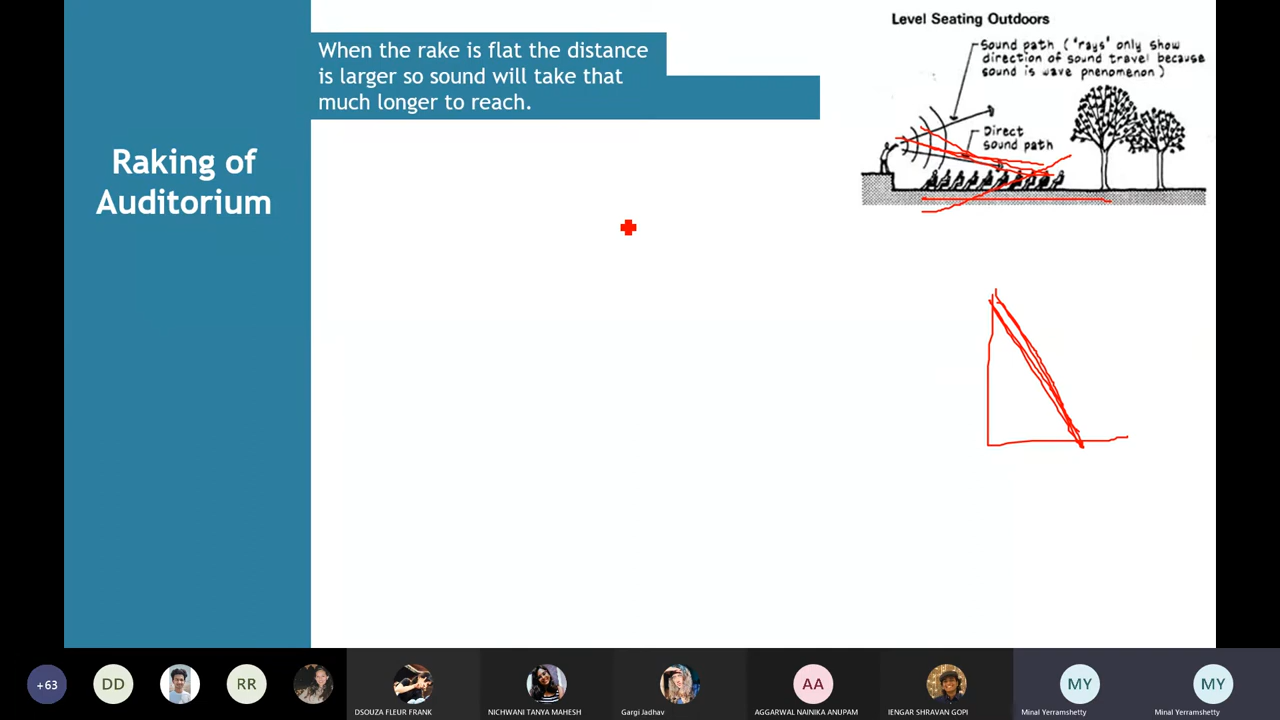 Level Seating Outdoors
When the rake is flat the distance
is larger so sound will take that
much longer to reach.
Sound path ("rays" only show
direction of sound travel because
sound is wave phenomenon)
Direct
sound path
Raking of
Auditorium
+63
DD
RR
AA
MY
MY
DSOUZA FLEUR FRANK
NICHWANI TANYA MAHESH
Gargi Jadhav
AGGARWAL NAINIKA ANUPAM
IENGAR SHRAVAN GOPI
Minal Yerramshetty
Minal Yerramshetty